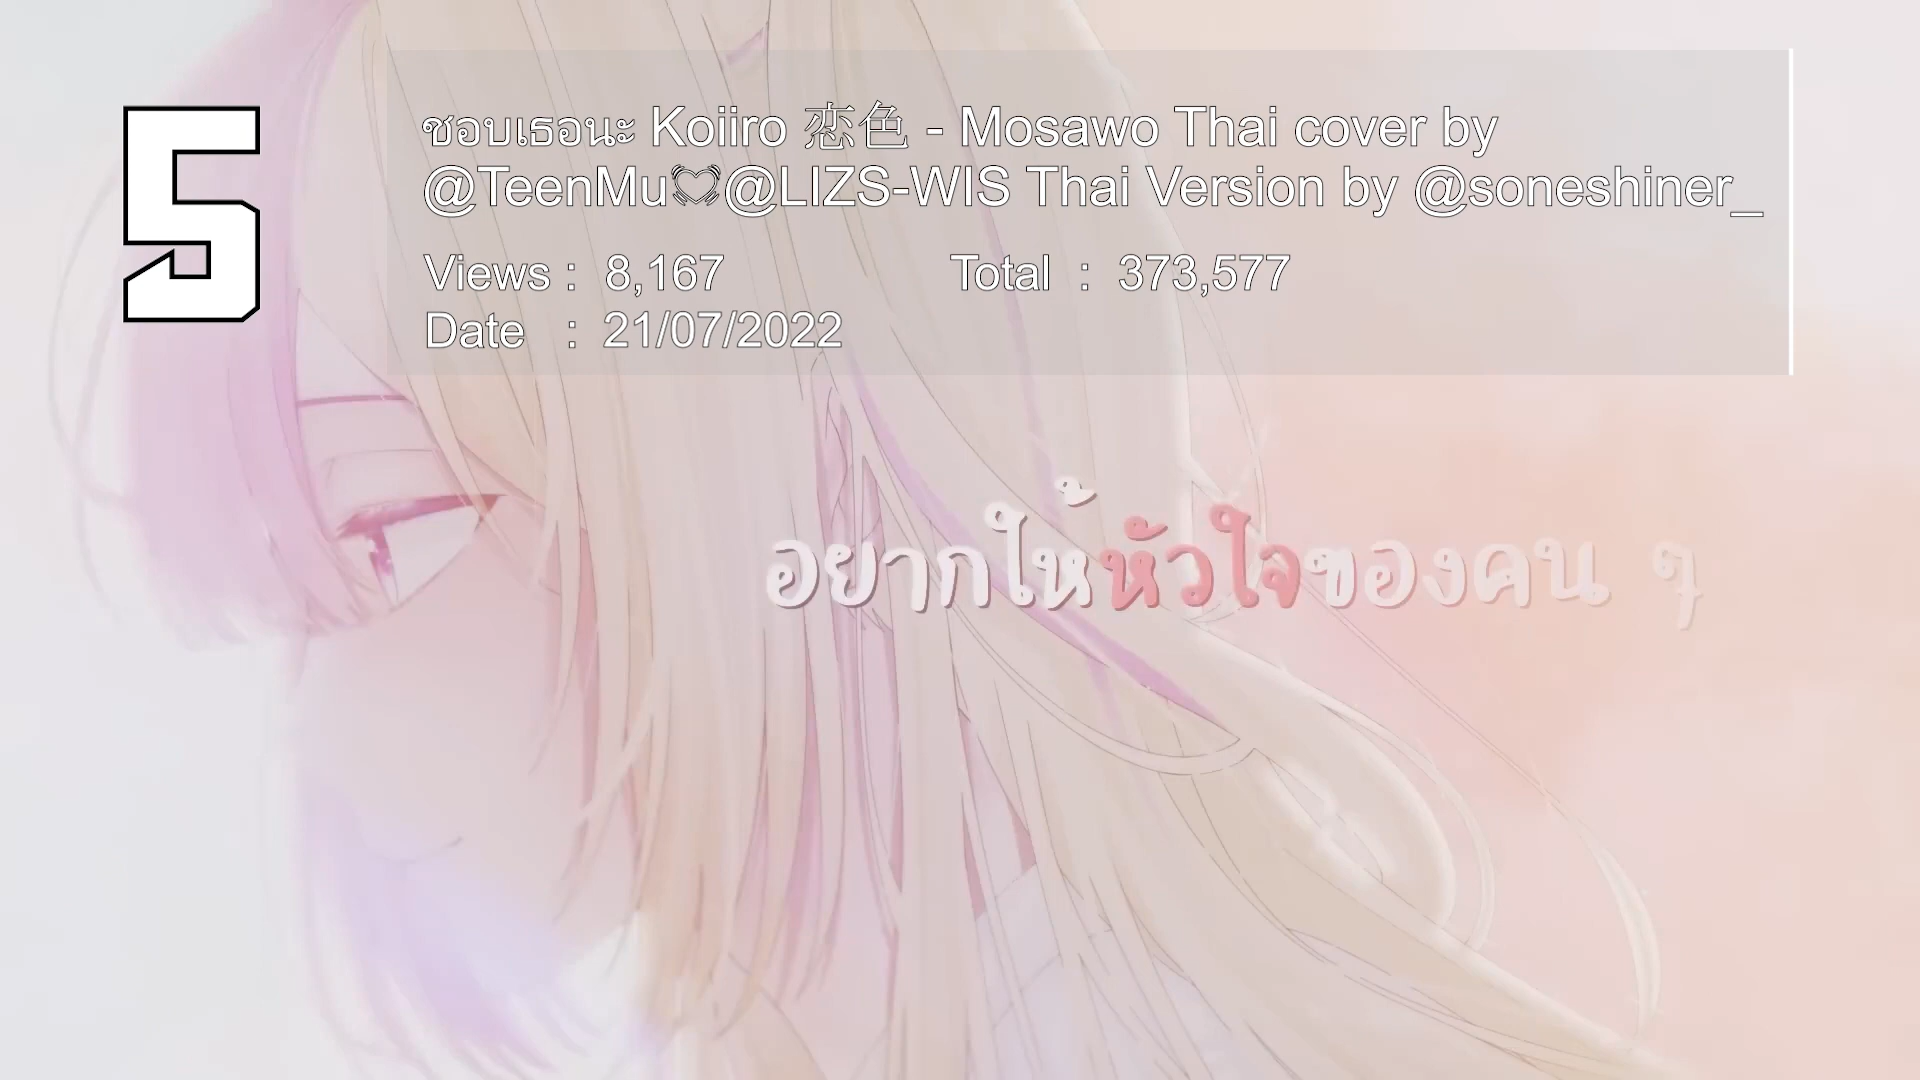 5
ชอบเธอนะ Koiiro 恋色 - Mosawo Thai cover by
@TeenMu💓@LIZS-WIS Thai Version by @soneshiner_
Views : 8,167 Total : 373,577
Date : 21/07/2022
อยากให้หัวใจของคน ๆ